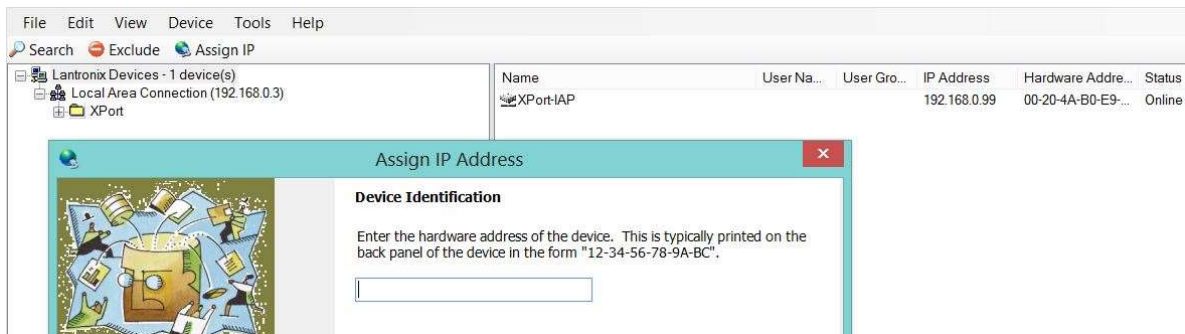 File Edit View Device Tools Help
Search Exclude Assign IP
Lantronix Devices - 1 device(s)
Local Area Connection (192.168.0.3)
XPort
Name User Na... User Gro... IP Address Hardware Addre... Status
XPort-IAP 192.168.0.99 00-20-4A-B0-E9-... Online
Assign IP Address
Device Identification
Enter the hardware address of the device. This is typically printed on the
back panel of the device in the form "12-34-56-78-9A-BC".